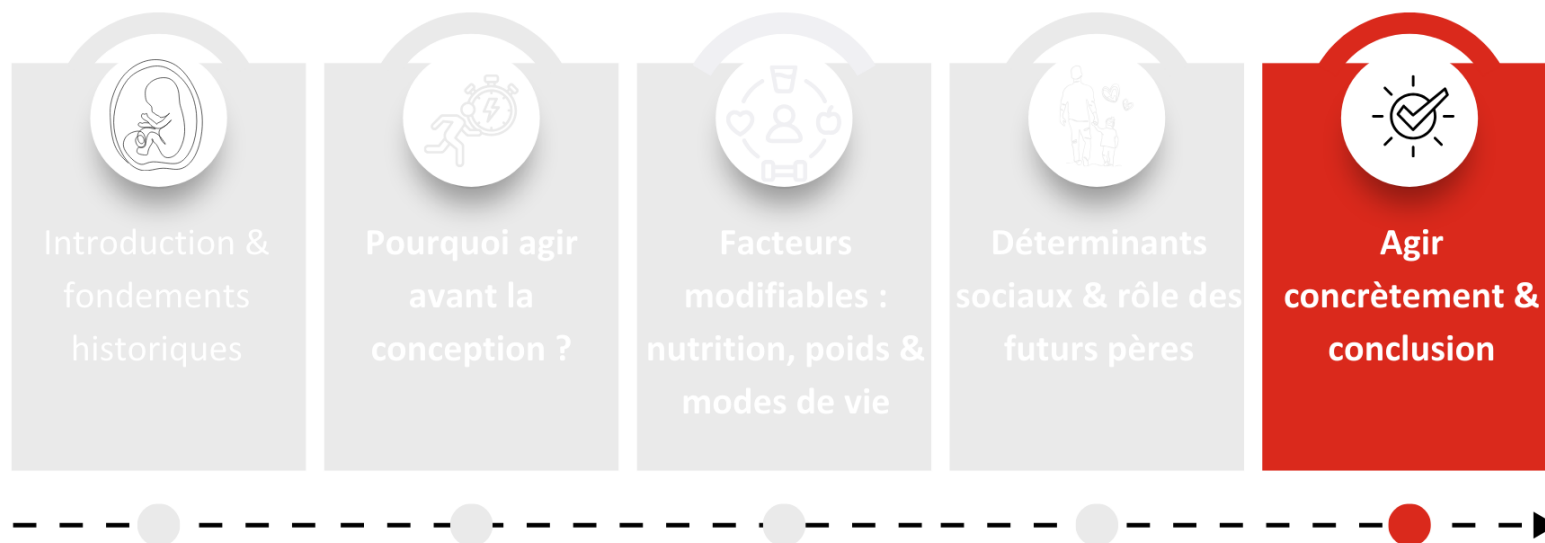 Introduction &
fondements
historiques
Pourquoi agir
avant la
conception ?
Facteurs
modifiables :
nutrition, poids &
modes de vie
Déterminants
sociaux & rôle des
futurs pères
Agir
concrètement &
conclusion